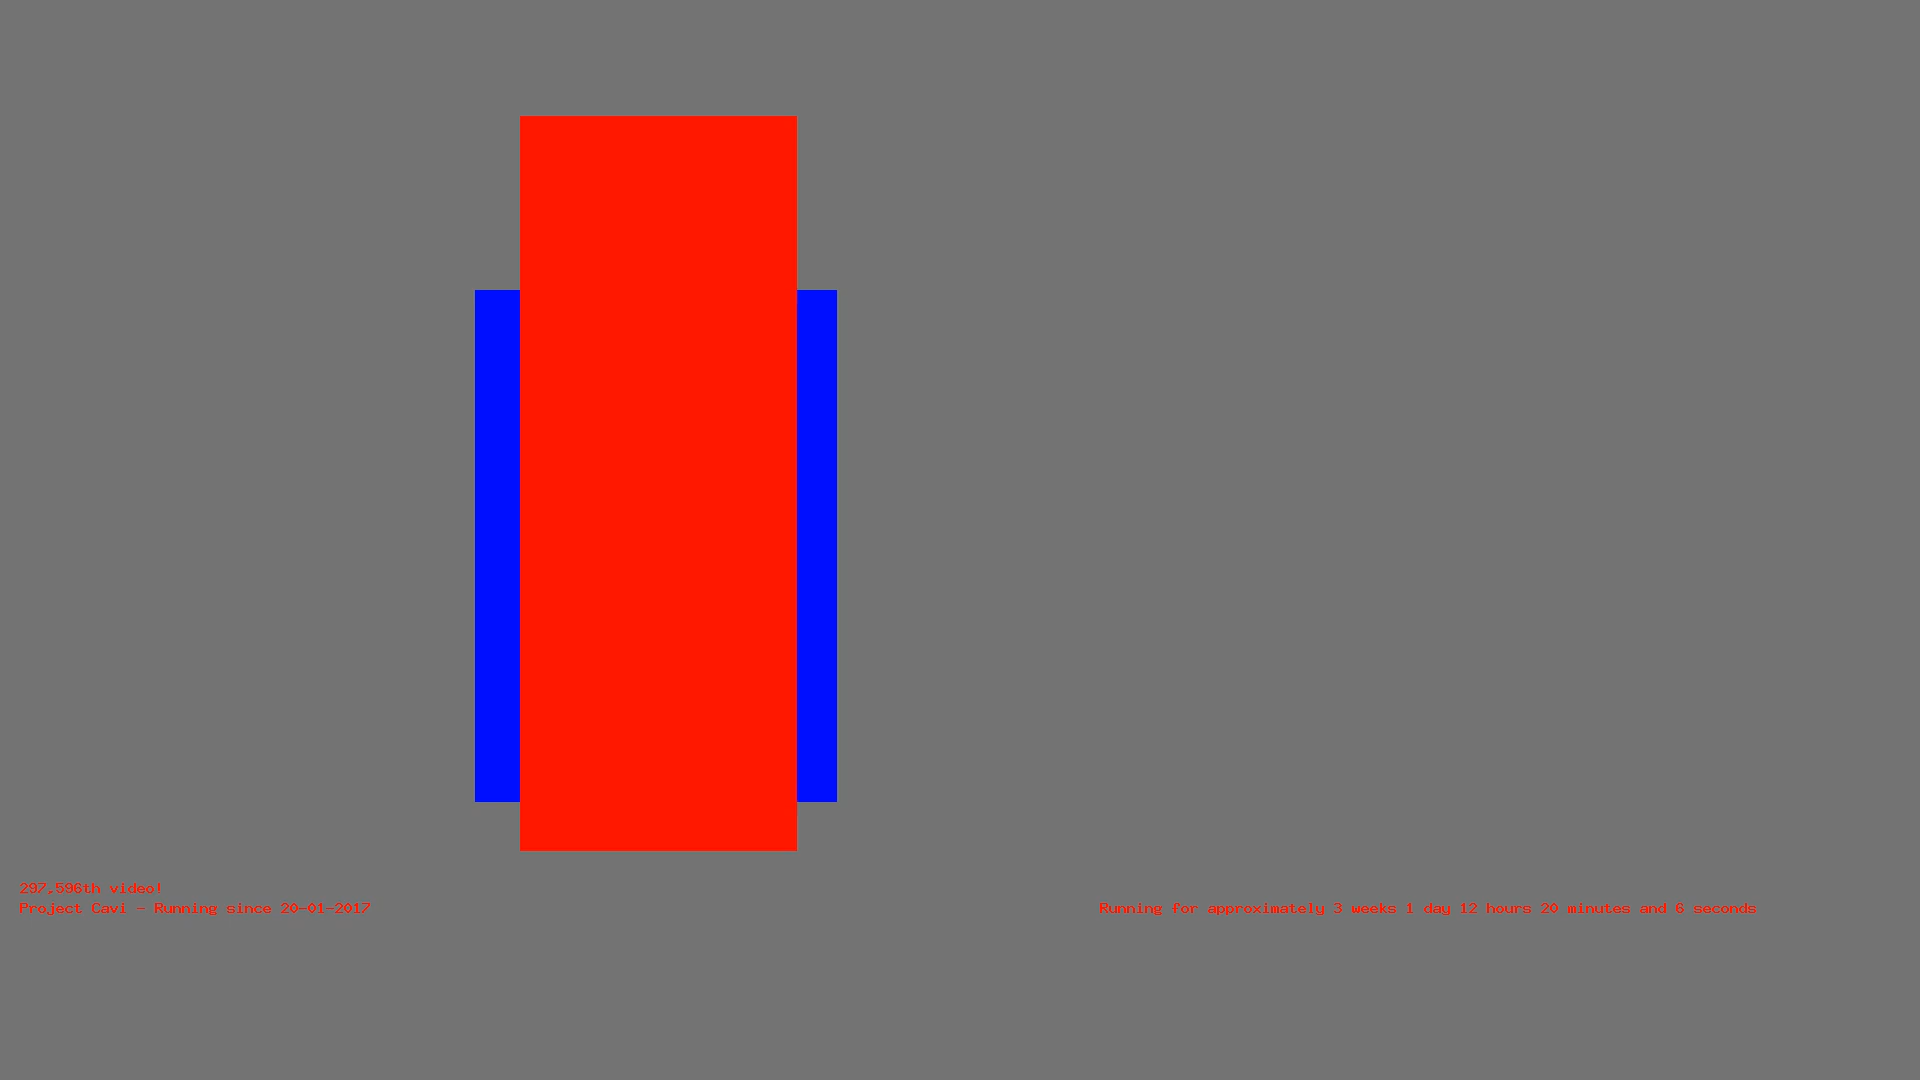 297,596th video!
Project Cavi - Running since 20-01-2017
Running for approximately 3 weeks 1 day 12 hours 20 minutes and 6 seconds